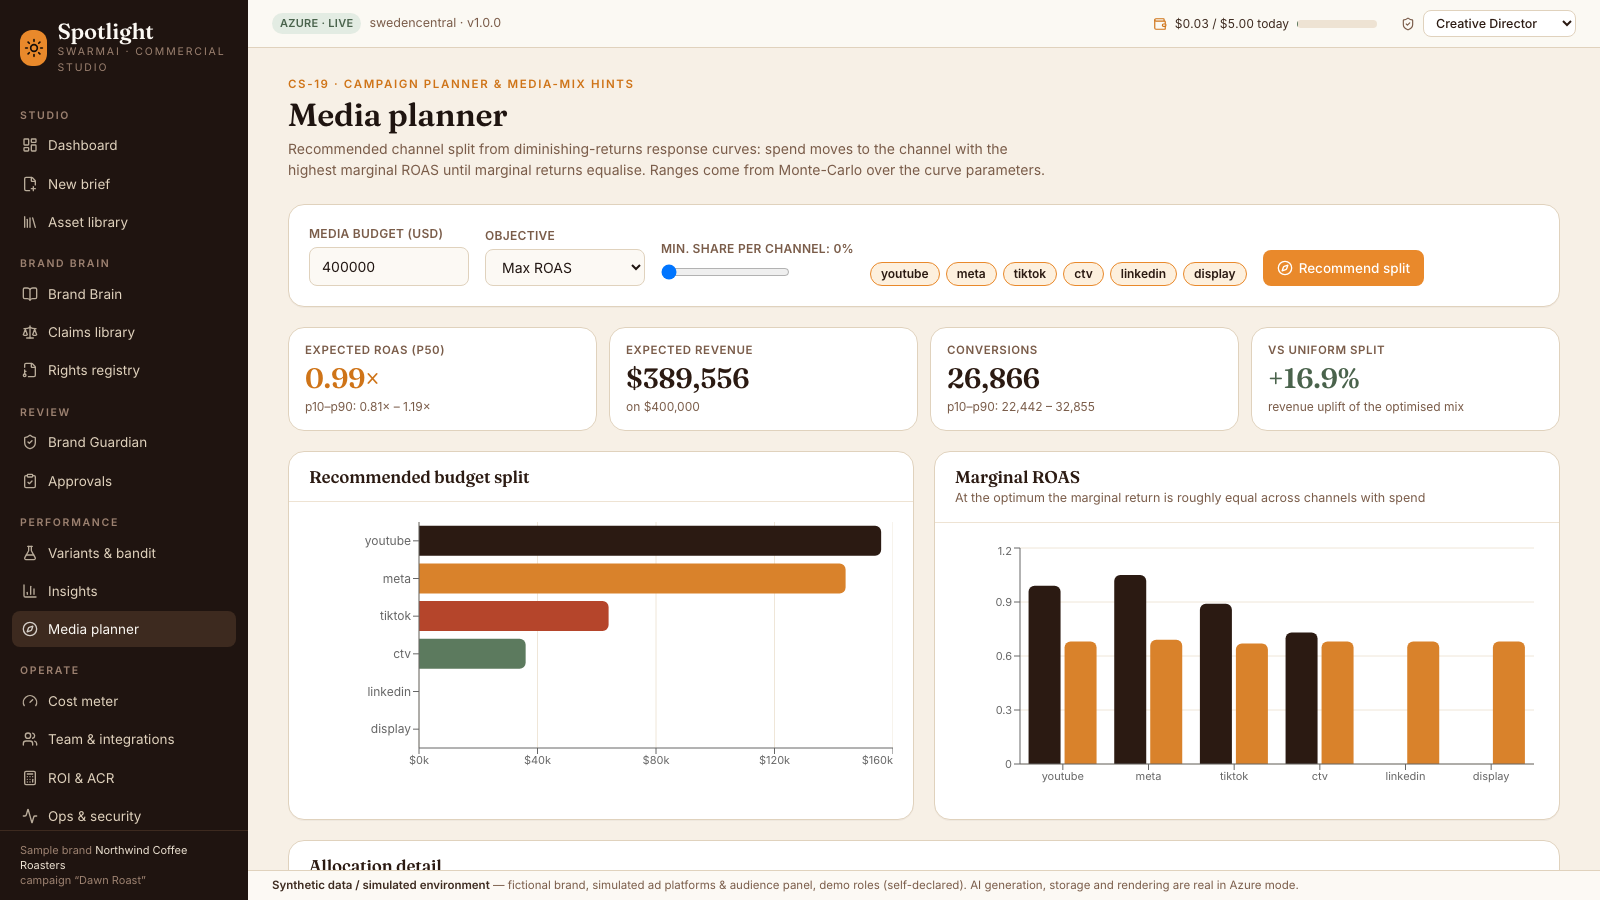 Spotlight
SWARMAI · COMMERCIAL
STUDIO
STUDIO
Dashboard
New brief
Asset library
BRAND BRAIN
Brand Brain
Claims library
Rights registry
REVIEW
Brand Guardian
Approvals
PERFORMANCE
Variants & bandit
Insights
Media planner
OPERATE
Cost meter
Team & integrations
ROI & ACR
Ops & security
Sample brand Northwind Coffee
Roasters
campaign “Dawn Roast”
AZURE · LIVE swedencentral · v1.0.0
$0.03 / $5.00 today
Creative Director
CS-19 · CAMPAIGN PLANNER & MEDIA-MIX HINTS
Media planner
Recommended channel split from diminishing-returns response curves: spend moves to the channel with the
highest marginal ROAS until marginal returns equalise. Ranges come from Monte-Carlo over the curve parameters.
MEDIA BUDGET (USD)
400000
OBJECTIVE
Max ROAS
MIN. SHARE PER CHANNEL: 0%
youtube meta tiktok ctv linkedin display
Recommend split
EXPECTED ROAS (P50)
0.99×
p10–p90: 0.81× – 1.19×
EXPECTED REVENUE
$389,556
on $400,000
CONVERSIONS
26,866
p10–p90: 22,442 – 32,855
VS UNIFORM SPLIT
+16.9%
revenue uplift of the optimised mix
Recommended budget split
youtube
meta
tiktok
ctv
linkedin
display
$0k $40k $80k $120k $160k
Marginal ROAS
At the optimum the marginal return is roughly equal across channels with spend
1.2
0.9
0.6
0.3
0
youtube meta tiktok ctv linkedin display
Allocation detail
Synthetic data / simulated environment — fictional brand, simulated ad platforms & audience panel, demo roles (self-declared). AI generation, storage and rendering are real in Azure mode.